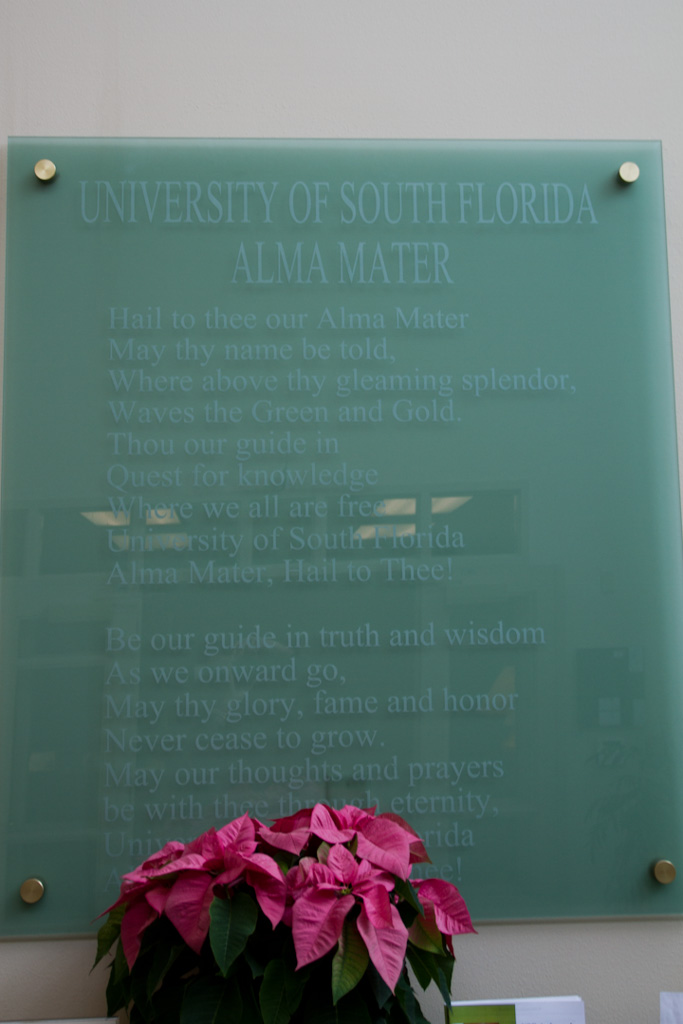 UNIVERSITY OF SOUTH FLORIDA
ALMA MATER
Hail to thee our Alma Mater
May thy name be told,
Where above thy gleaming splendor,
Waves the Green and Gold.
Thou our guide in
Quest for knowledge
Where we all are free
University of South Florida
Alma Mater, Hail to Thee!
Be our guide in truth and wisdom
As we onward go,
May thy glory, fame and honor
Never cease to grow.
May our thoughts and prayers
be with thee through eternity,